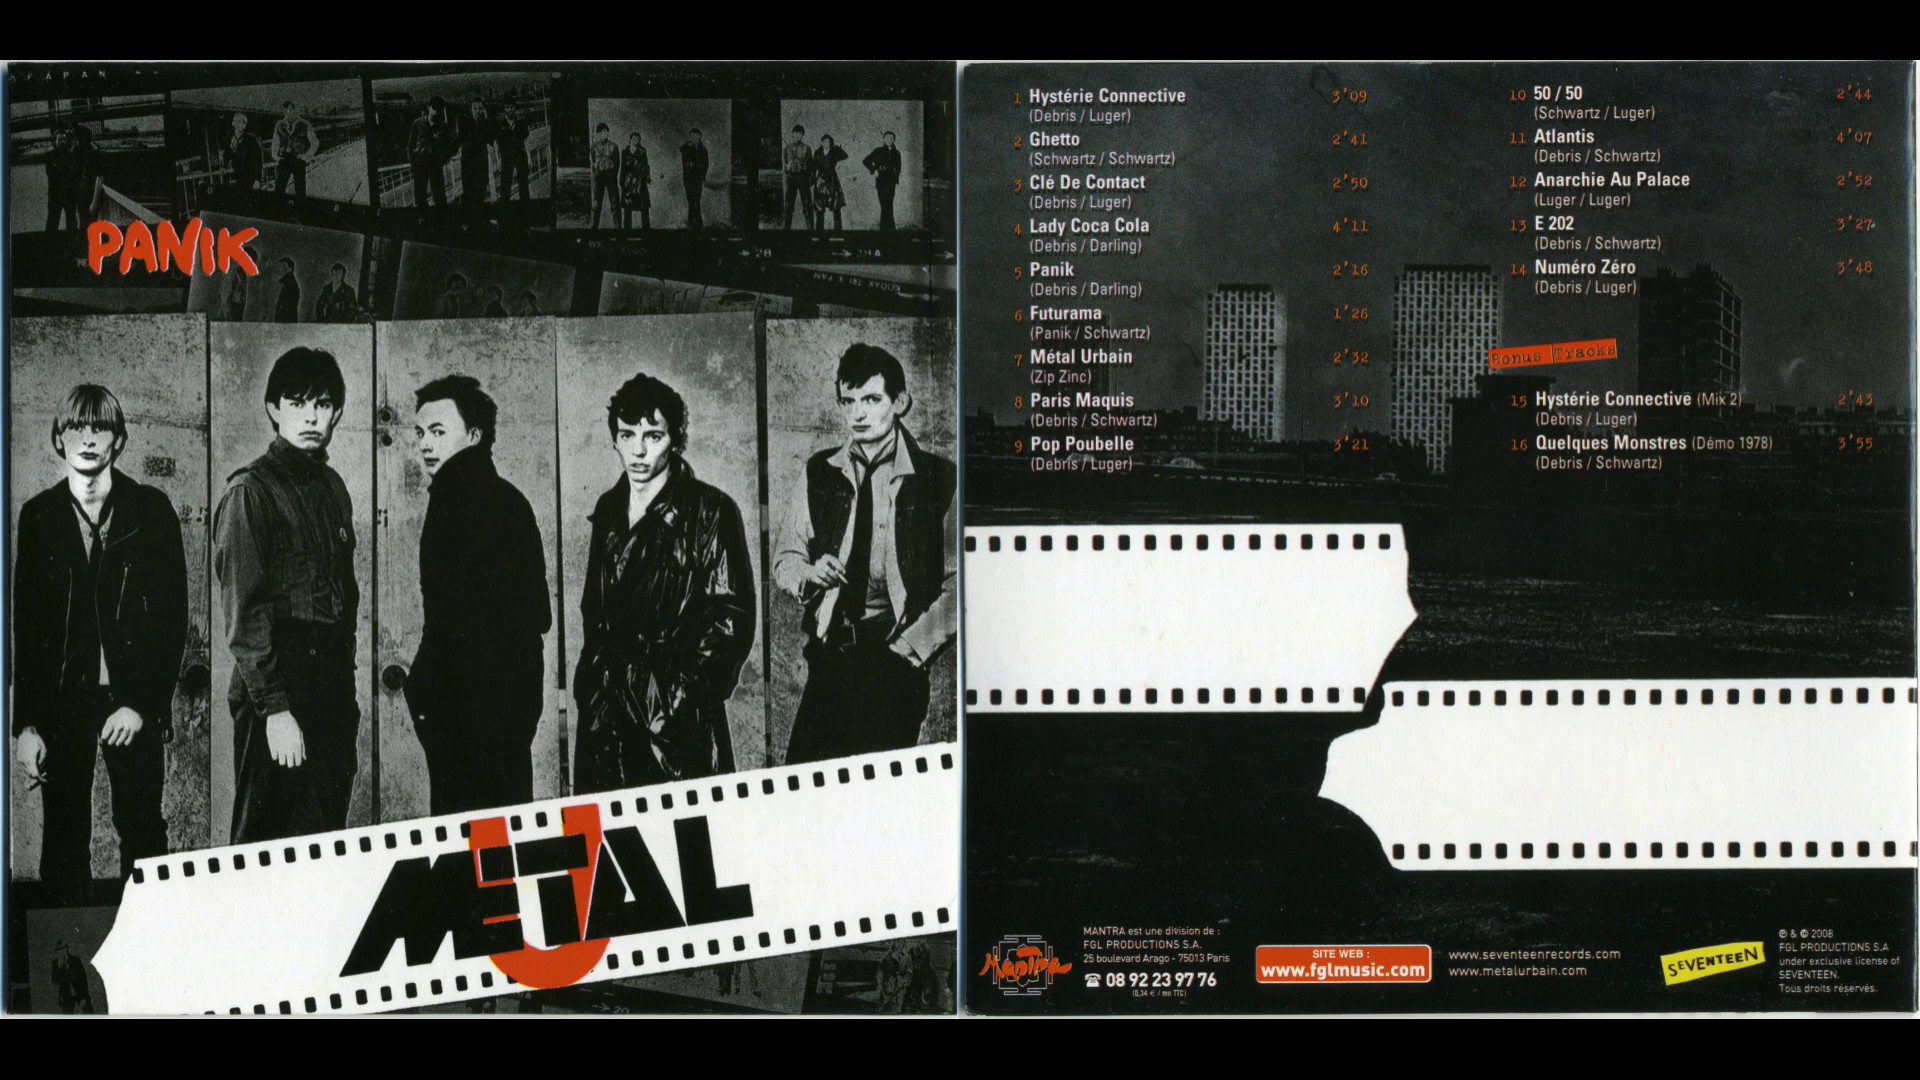 PANIK
METAL U
1 Hystérie Connective 3'09
(Debris / Luger)
2 Ghetto 2'41
(Schwartz / Schwartz)
3 Clé De Contact 2'50
(Debris / Luger)
4 Lady Coca Cola 4'11
(Debris / Darling)
5 Panik 2'16
(Debris / Darling)
6 Futurama 1'26
(Panik / Schwartz)
7 Métal Urbain 2'32
(Zip Zinc)
8 Paris Maquis 3'10
(Debris / Schwartz)
9 Pop Poubelle 3'21
(Debris / Luger)
10 50 / 50 2'44
(Schwartz / Luger)
11 Atlantis 4'07
(Debris / Schwartz)
12 Anarchie Au Palace 2'52
(Luger / Luger)
13 E 202 3'27
(Debris / Schwartz)
14 Numéro Zéro 3'48
(Debris / Luger)
Bonus Tracks
15 Hystérie Connective (Mix 2) 2'43
(Debris / Luger)
16 Quelques Monstres (Démo 1978) 3'55
(Debris / Schwartz)
MANTRA
MANTRA est une division de :
FGL PRODUCTIONS S.A.
25 boulevard Arago - 75013 Paris
☎ 08 92 23 97 76
(0,34 € / mn TTC)
SITE WEB :
www.fglmusic.com
www.seventeenrecords.com
www.metalurbain.com
SEVENTEEN
℗ & © 2008
FGL PRODUCTIONS S.A
under exclusive license of
SEVENTEEN.
Tous droits réservés.